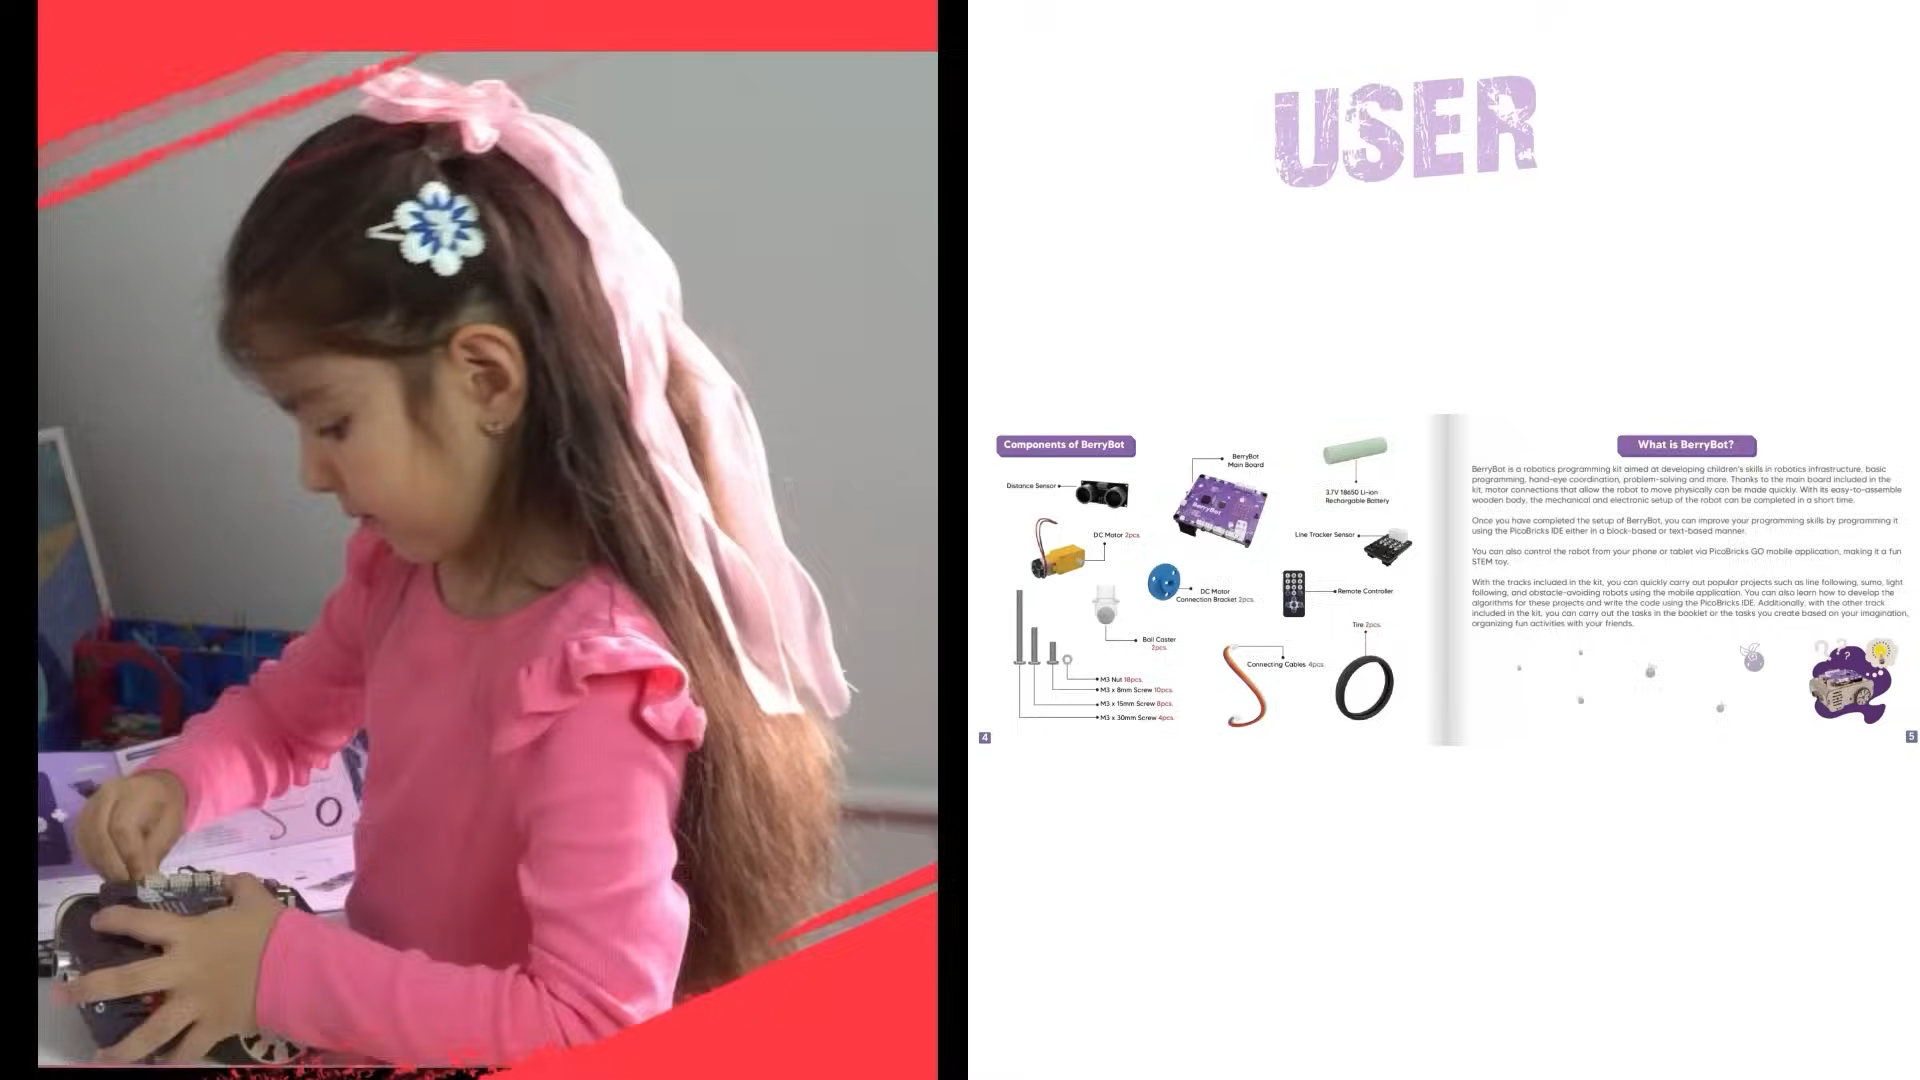 USER
Components of BerryBot
BerryBot
Main Board
Distance Sensor
3.7V 18650 Li-ion
Rechargable Battery
DC Motor 2pcs.
Line Tracker Sensor
DC Motor
Connection Bracket 2pcs.
Remote Controller
Tire 2pcs.
Ball Caster
2pcs.
Connecting Cables 4pcs.
M3 Nut 18pcs.
M3 x 8mm Screw 10pcs.
M3 x 15mm Screw 8pcs.
M3 x 30mm Screw 4pcs.
4
What is BerryBot?
BerryBot is a robotics programming kit aimed at developing children's skills in robotics infrastructure, basic
programming, hand-eye coordination, problem-solving and more. Thanks to the main board included in the
kit, motor connections that allow the robot to move physically can be made quickly. With its easy-to-assemble
wooden body, the mechanical and electronic setup of the robot can be completed in a short time.
Once you have completed the setup of BerryBot, you can improve your programming skills by programming it
using the PicoBricks IDE either in a block-based or text-based manner.
You can also control the robot from your phone or tablet via PicoBricks GO mobile application, making it a fun
STEM toy.
With the tracks included in the kit, you can quickly carry out popular projects such as line following, sumo, light
following, and obstacle-avoiding robots using the mobile application. You can also learn how to develop the
algorithms for these projects and write the code using the PicoBricks IDE. Additionally, with the other track
included in the kit, you can carry out the tasks in the booklet or the tasks you create based on your imagination,
organizing fun activities with your friends.
5